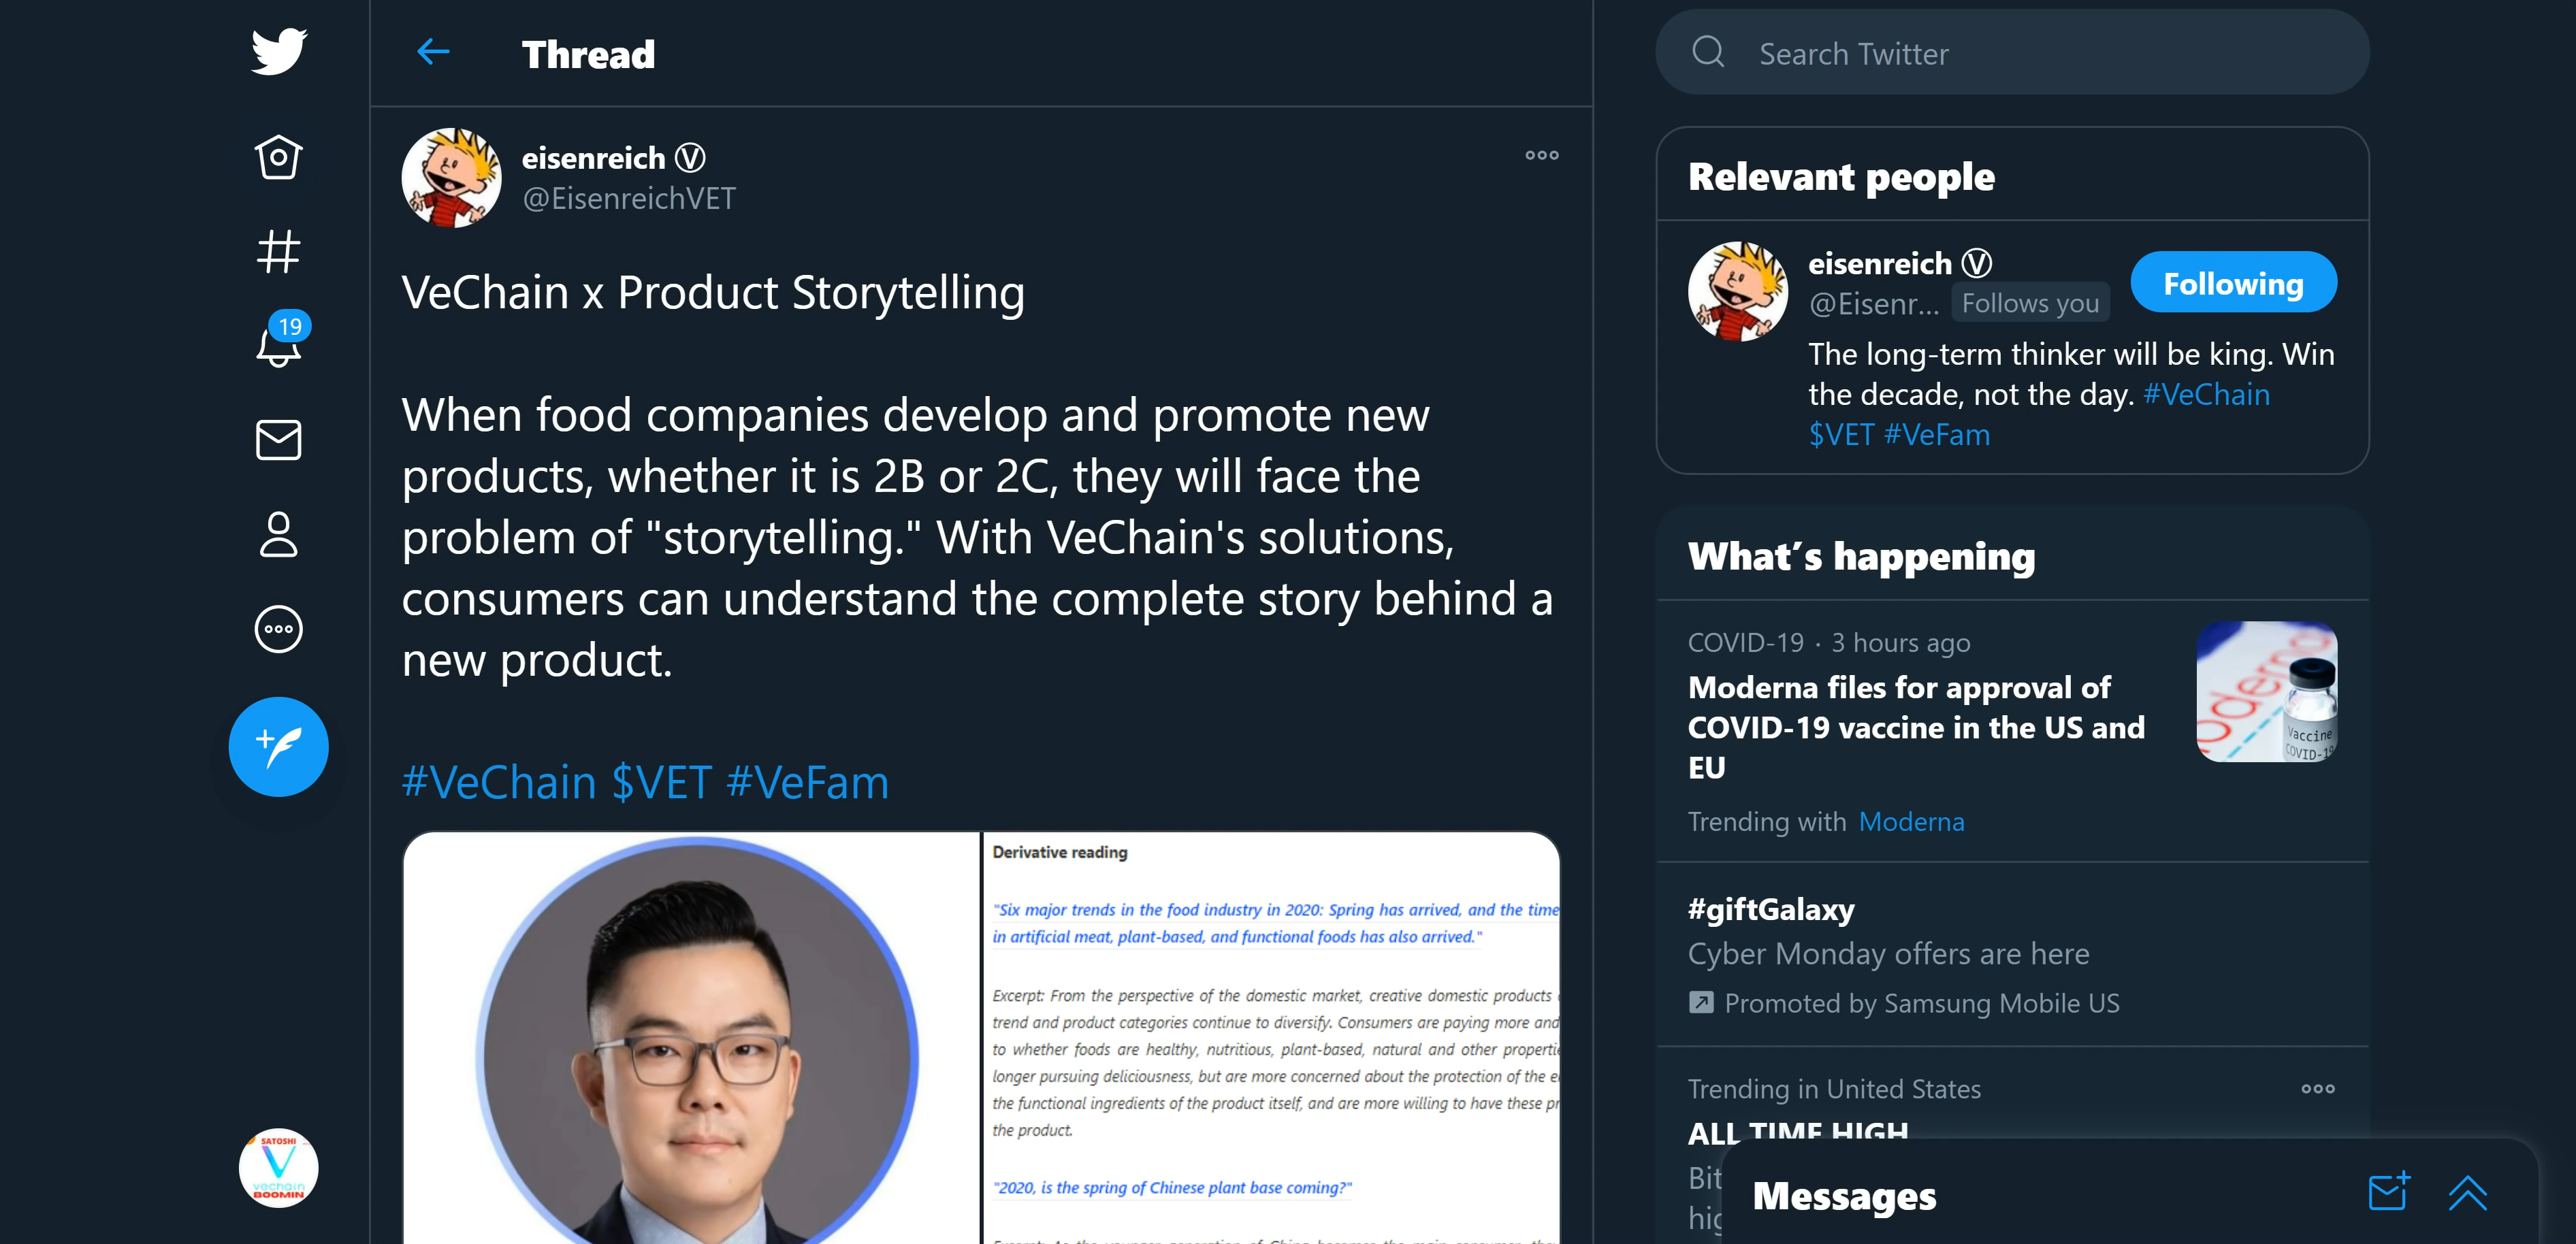 Thread
eisenreich Ⓥ
@EisenreichVET
VeChain x Product Storytelling
When food companies develop and promote new
products, whether it is 2B or 2C, they will face the
problem of "storytelling." With VeChain's solutions,
consumers can understand the complete story behind a
new product.
#VeChain $VET #VeFam
Derivative reading
"Six major trends in the food industry in 2020: Spring has arrived, and the time
in artificial meat, plant-based, and functional foods has also arrived."
Excerpt: From the perspective of the domestic market, creative domestic products
trend and product categories continue to diversify. Consumers are paying more and
to whether foods are healthy, nutritious, plant-based, natural and other
longer pursuing deliciousness, but are more concerned about the protection of the
the functional ingredients of the product itself, and are more willing to have these
the product.
"2020, is the spring of Chinese plant base coming?"
19
SATOSHI
vechain
BOOMIN
Search Twitter
Relevant people
eisenreich Ⓥ
@Eisenr... Follows you
Following
The long-term thinker will be king. Win
the decade, not the day. #VeChain
$VET #VeFam
What's happening
COVID-19 · 3 hours ago
Moderna files for approval of
COVID-19 vaccine in the US and
EU
Trending with Moderna
Vaccine
COVID-19
#giftGalaxy
Cyber Monday offers are here
Promoted by Samsung Mobile US
Trending in United States
ALL TIME HIGH
Messages